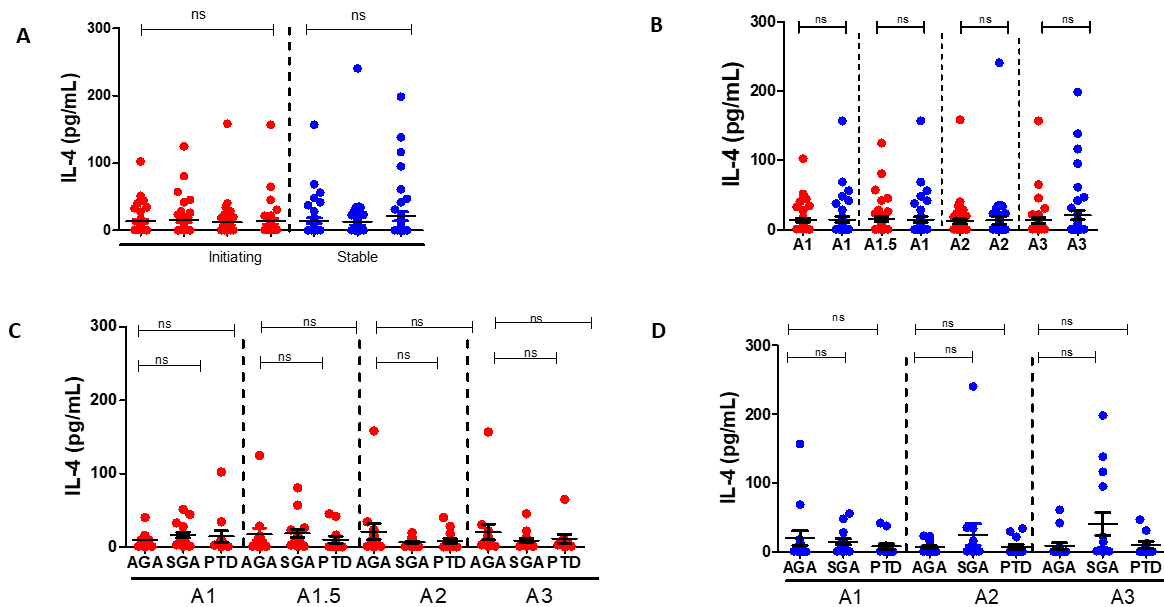 A
ns
ns
300
200
100
0
IL-4 (pg/mL)
Initiating
Stable
B
ns
ns
ns
ns
300
200
100
0
IL-4 (pg/mL)
A1 A1 A1.5 A1 A2 A2 A3 A3
C
ns
ns
ns
ns
ns
ns
ns
ns
300
200
100
0
IL-4 (pg/mL)
AGA SGA PTD AGA SGA PTD AGA SGA PTD AGA SGA PTD
A1 A1.5 A2 A3
D
ns
ns
ns
ns
ns
ns
300
200
100
0
IL-4 (pg/mL)
AGA SGA PTD AGA SGA PTD AGA SGA PTD
A1 A2 A3